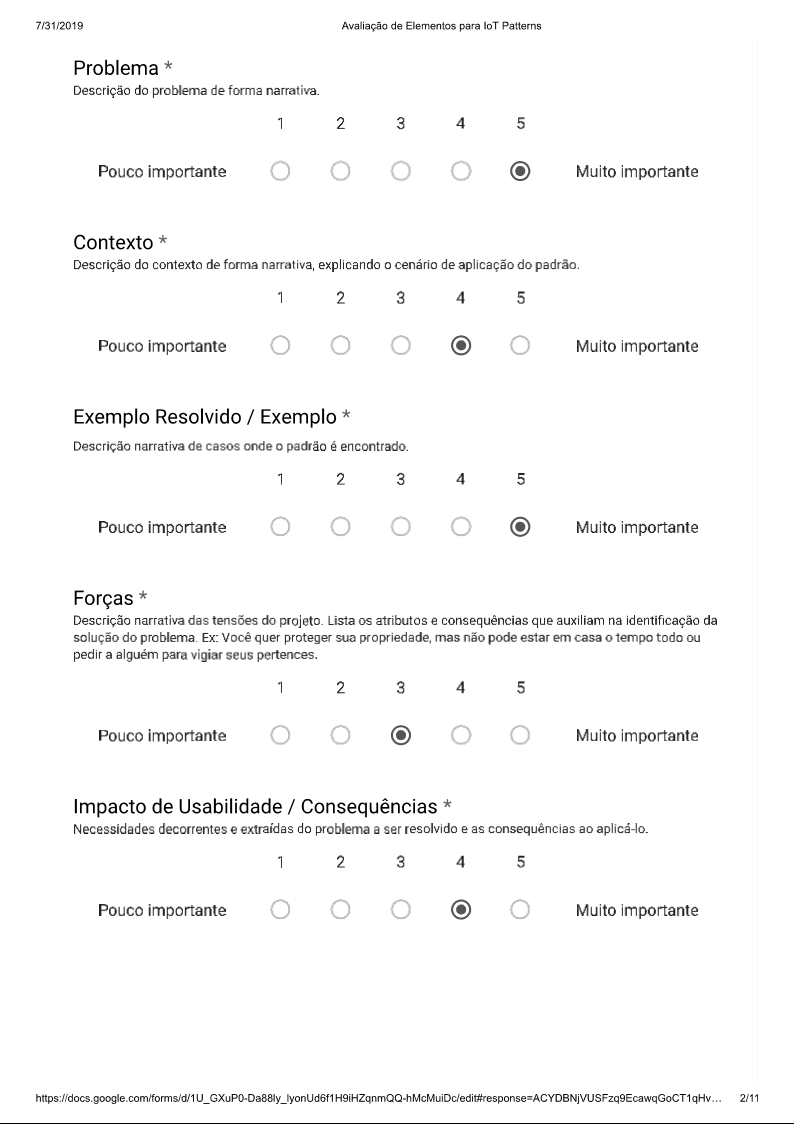 7/31/2019 Avaliação de Elementos para IoT Patterns
Problema *
Descrição do problema de forma narrativa.
1 2 3 4 5
Pouco importante Muito importante
Contexto *
Descrição do contexto de forma narrativa, explicando o cenário de aplicação do padrão.
1 2 3 4 5
Pouco importante Muito importante
Exemplo Resolvido / Exemplo *
Descrição narrativa de casos onde o padrão é encontrado.
1 2 3 4 5
Pouco importante Muito importante
Forças *
Descrição narrativa das tensões do projeto. Lista os atributos e consequências que auxiliam na identificação da
solução do problema. Ex: Você quer proteger sua propriedade, mas não pode estar em casa o tempo todo ou
pedir a alguém para vigiar seus pertences.
1 2 3 4 5
Pouco importante Muito importante
Impacto de Usabilidade / Consequências *
Necessidades decorrentes e extraídas do problema a ser resolvido e as consequências ao aplicá-lo.
1 2 3 4 5
Pouco importante Muito importante
https://docs.google.com/forms/d/1U_GXuP0-Da88ly_lyonUd6f1H9iHZqnmQQ-hMcMuiDc/edit#response=ACYDBNjVUSFzq9EcawqGoCT1qHv… 2/11